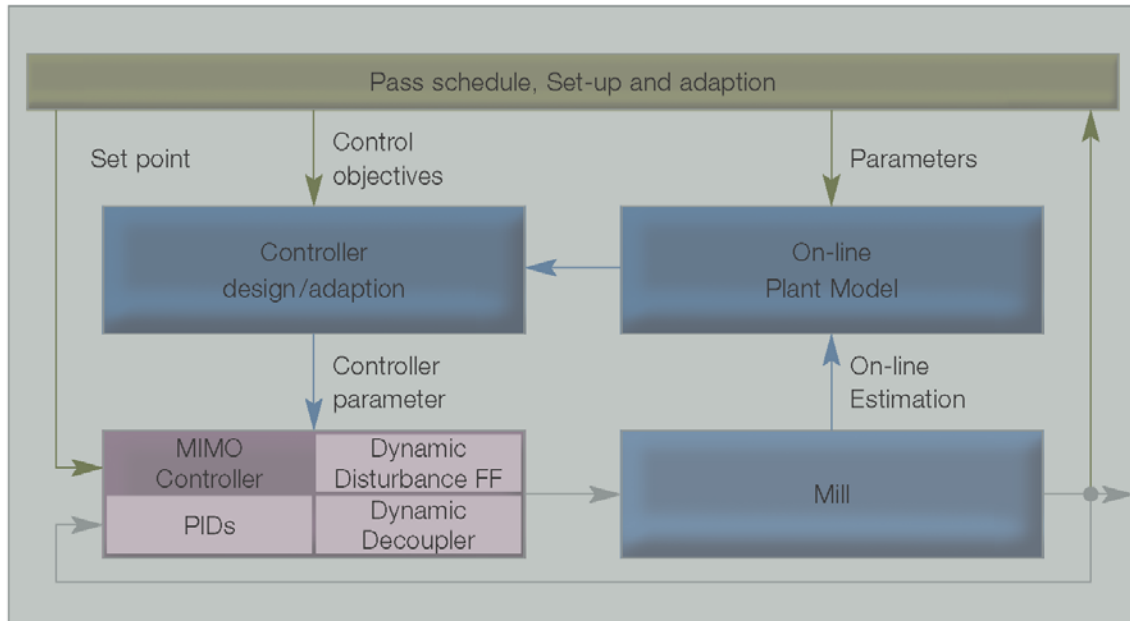 Pass schedule, Set-up and adaption
Set point
Control
objectives
Parameters
Controller
design/adaption
On-line
Plant Model
Controller
parameter
On-line
Estimation
MIMO
Controller
Dynamic
Disturbance FF
PIDs
Dynamic
Decoupler
Mill